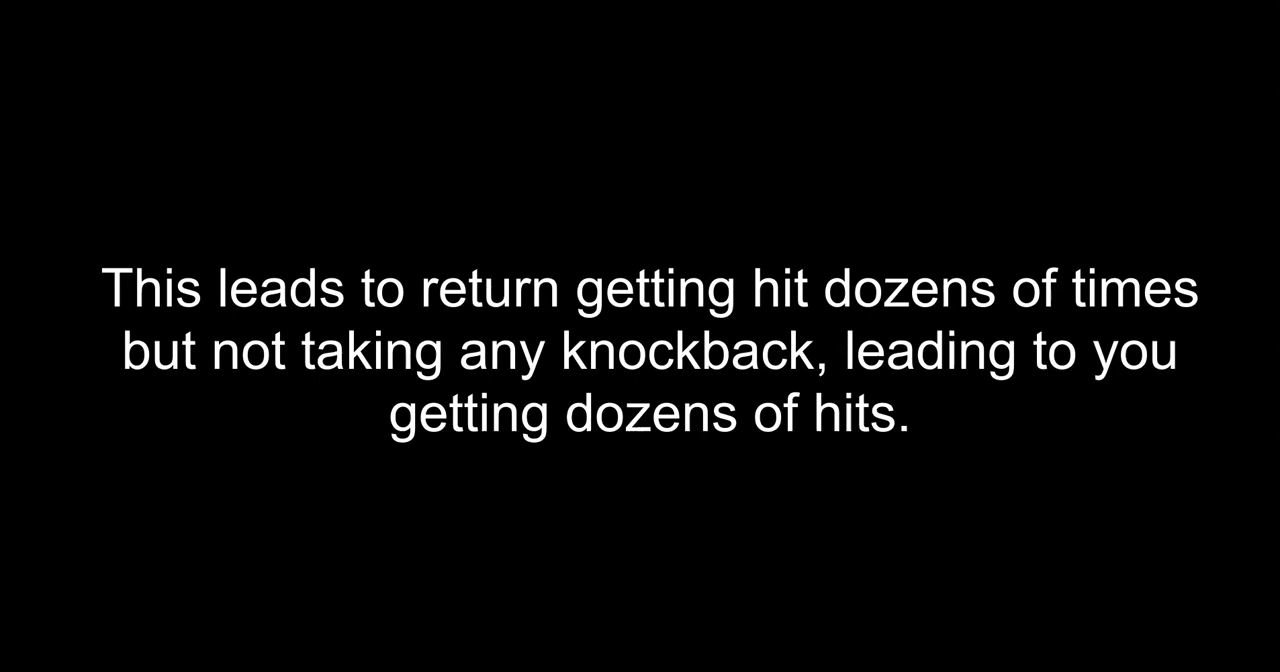 This leads to return getting hit dozens of times
but not taking any knockback, leading to you
getting dozens of hits.